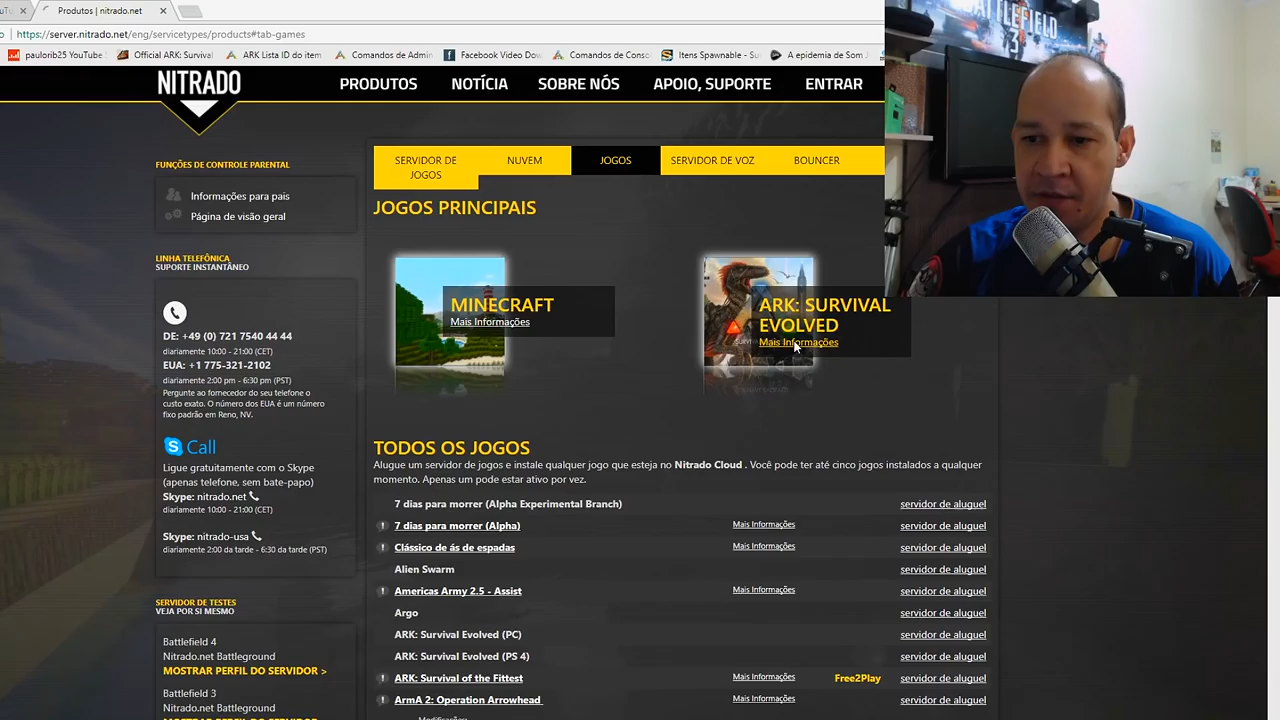 Produtos | nitrado.net
https://server.nitrado.net/eng/servicetypes/products#tab-games
paulorib25 YouTube
Official ARK: Survival
ARK Lista ID do item
Comandos de Admin
Facebook Video Dow
Comandos de Consol
Itens Spawnable - Su
A epidemia de Som
NITRADO
PRODUTOS
NOTÍCIA
SOBRE NÓS
APOIO, SUPORTE
ENTRAR
BATTLEFIELD
3
FUNÇÕES DE CONTROLE PARENTAL
Informações para pais
Página de visão geral
LINHA TELEFÔNICA
SUPORTE INSTANTÂNEO
DE: +49 (0) 721 7540 44 44
diariamente 10:00 - 21:00 (CET)
EUA: +1 775-321-2102
diariamente 2:00 pm - 6:30 pm (PST)
Pergunte ao fornecedor do seu telefone o
custo exato. O número dos EUA é um número
fixo padrão em Reno, NV.
Call
Ligue gratuitamente com o Skype
(apenas telefone, sem bate-papo)
Skype: nitrado.net
diariamente 10:00 - 21:00 (CET)
Skype: nitrado-usa
diariamente 2:00 da tarde - 6:30 da tarde (PST)
SERVIDOR DE TESTES
VEJA POR SI MESMO
Battlefield 4
Nitrado.net Battleground
MOSTRAR PERFIL DO SERVIDOR >
Battlefield 3
Nitrado.net Battleground
MOSTRAR PERFIL DO SERVIDOR >
SERVIDOR DE
JOGOS
NUVEM
JOGOS
SERVIDOR DE VOZ
BOUNCER
JOGOS PRINCIPAIS
MINECRAFT
Mais Informações
ARK: SURVIVAL
EVOLVED
Mais Informações
TODOS OS JOGOS
Alugue um servidor de jogos e instale qualquer jogo que esteja no Nitrado Cloud . Você pode ter até cinco jogos instalados a qualquer
momento. Apenas um pode estar ativo por vez.
7 dias para morrer (Alpha Experimental Branch) servidor de aluguel
7 dias para morrer (Alpha) Mais Informações servidor de aluguel
Clássico de ás de espadas Mais Informações servidor de aluguel
Alien Swarm servidor de aluguel
Americas Army 2.5 - Assist Mais Informações servidor de aluguel
Argo servidor de aluguel
ARK: Survival Evolved (PC) servidor de aluguel
ARK: Survival Evolved (PS 4) servidor de aluguel
ARK: Survival of the Fittest Mais Informações Free2Play servidor de aluguel
ArmA 2: Operation Arrowhead Mais Informações servidor de aluguel
Modificações: